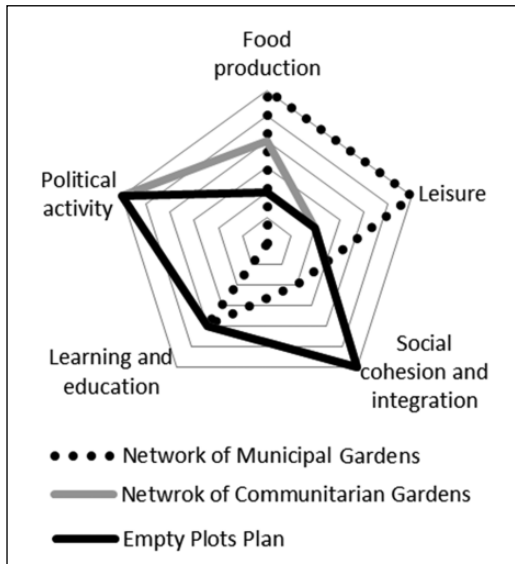 Food
production
Political
activity
Leisure
Learning and
education
Social
cohesion and
integration
Network of Municipal Gardens
Netwrok of Communitarian Gardens
Empty Plots Plan